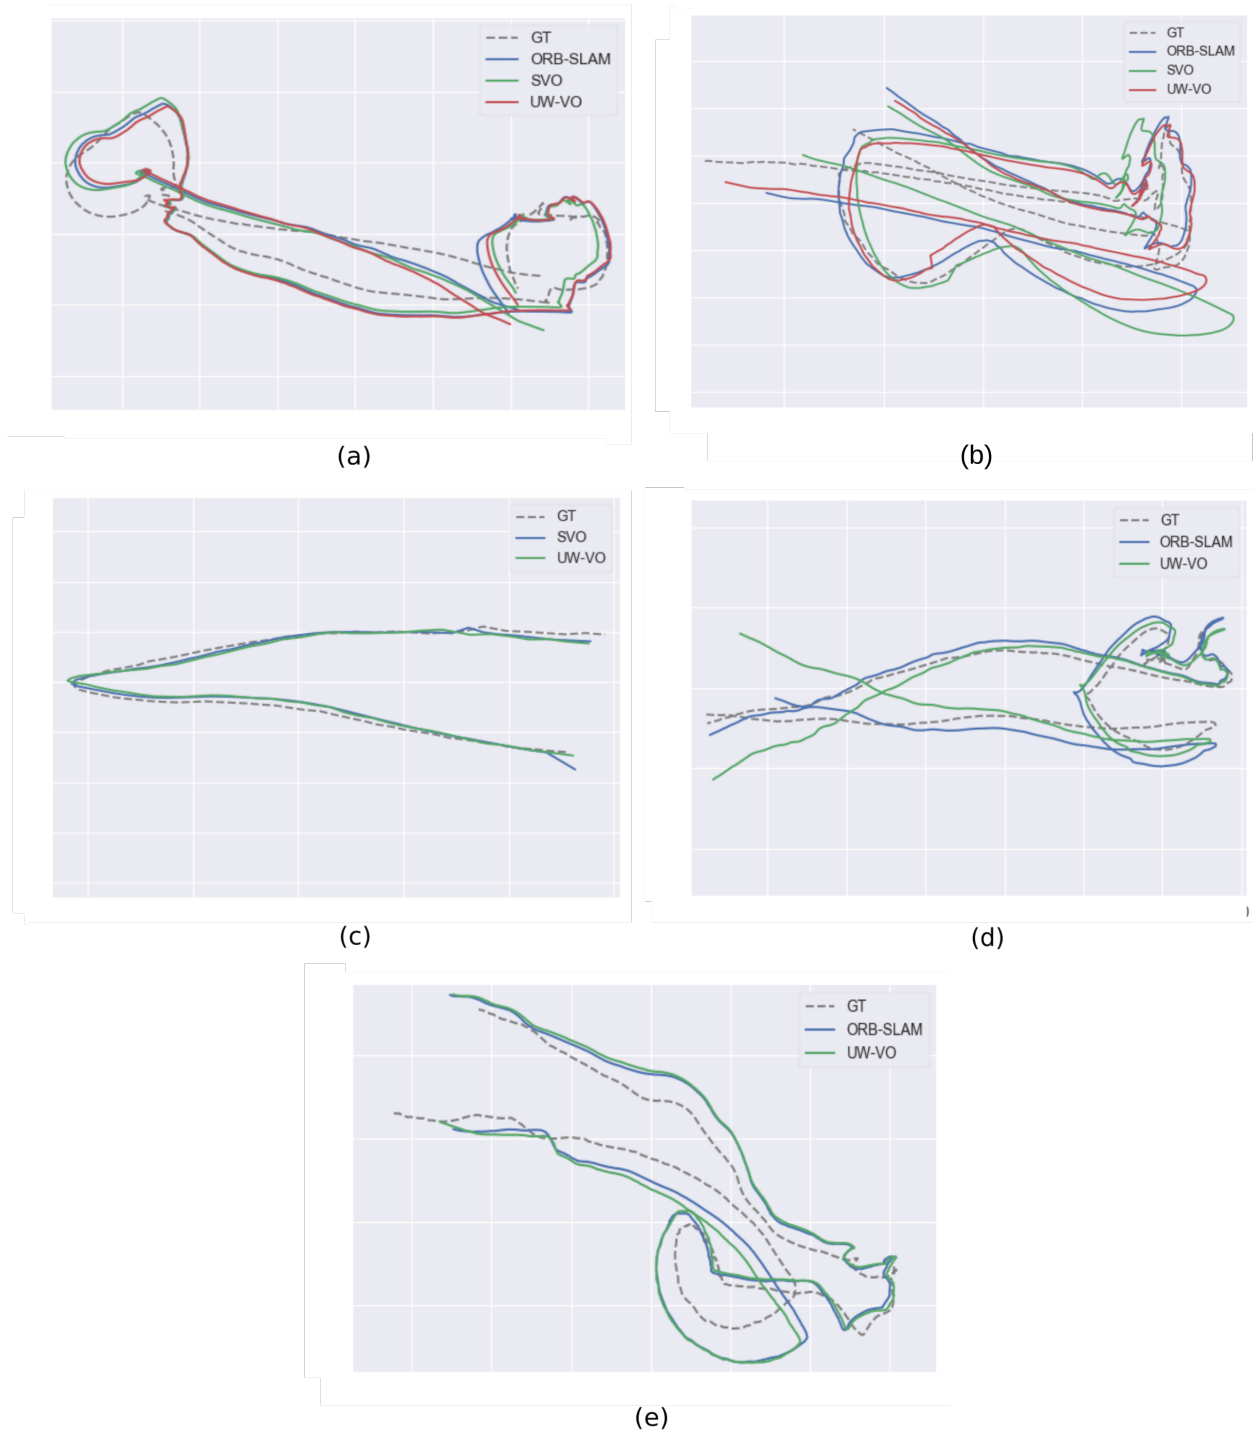 GT
ORB-SLAM
SVO
UW-VO
(a)
GT
ORB-SLAM
SVO
UW-VO
(b)
GT
SVO
UW-VO
(c)
GT
ORB-SLAM
UW-VO
(d)
)
GT
ORB-SLAM
UW-VO
(e)